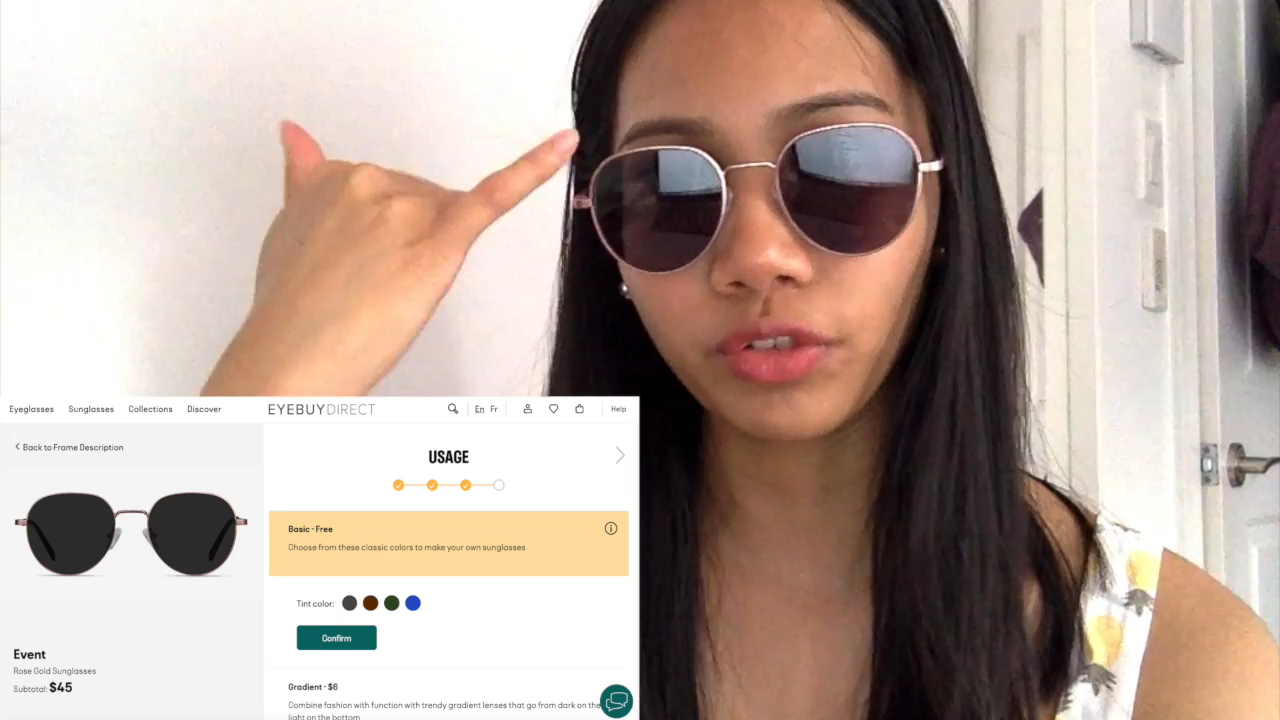 Eyeglasses Sunglasses Collections Discover EYEBUYDIRECT En Fr Help
Back to Frame Description
USAGE
Basic - Free
Choose from these classic colors to make your own sunglasses
Tint color:
Confirm
Event
Rose Gold Sunglasses
Subtotal: $45
Gradient - $6
Combine fashion with function with trendy gradient lenses that go from dark on the
light on the bottom